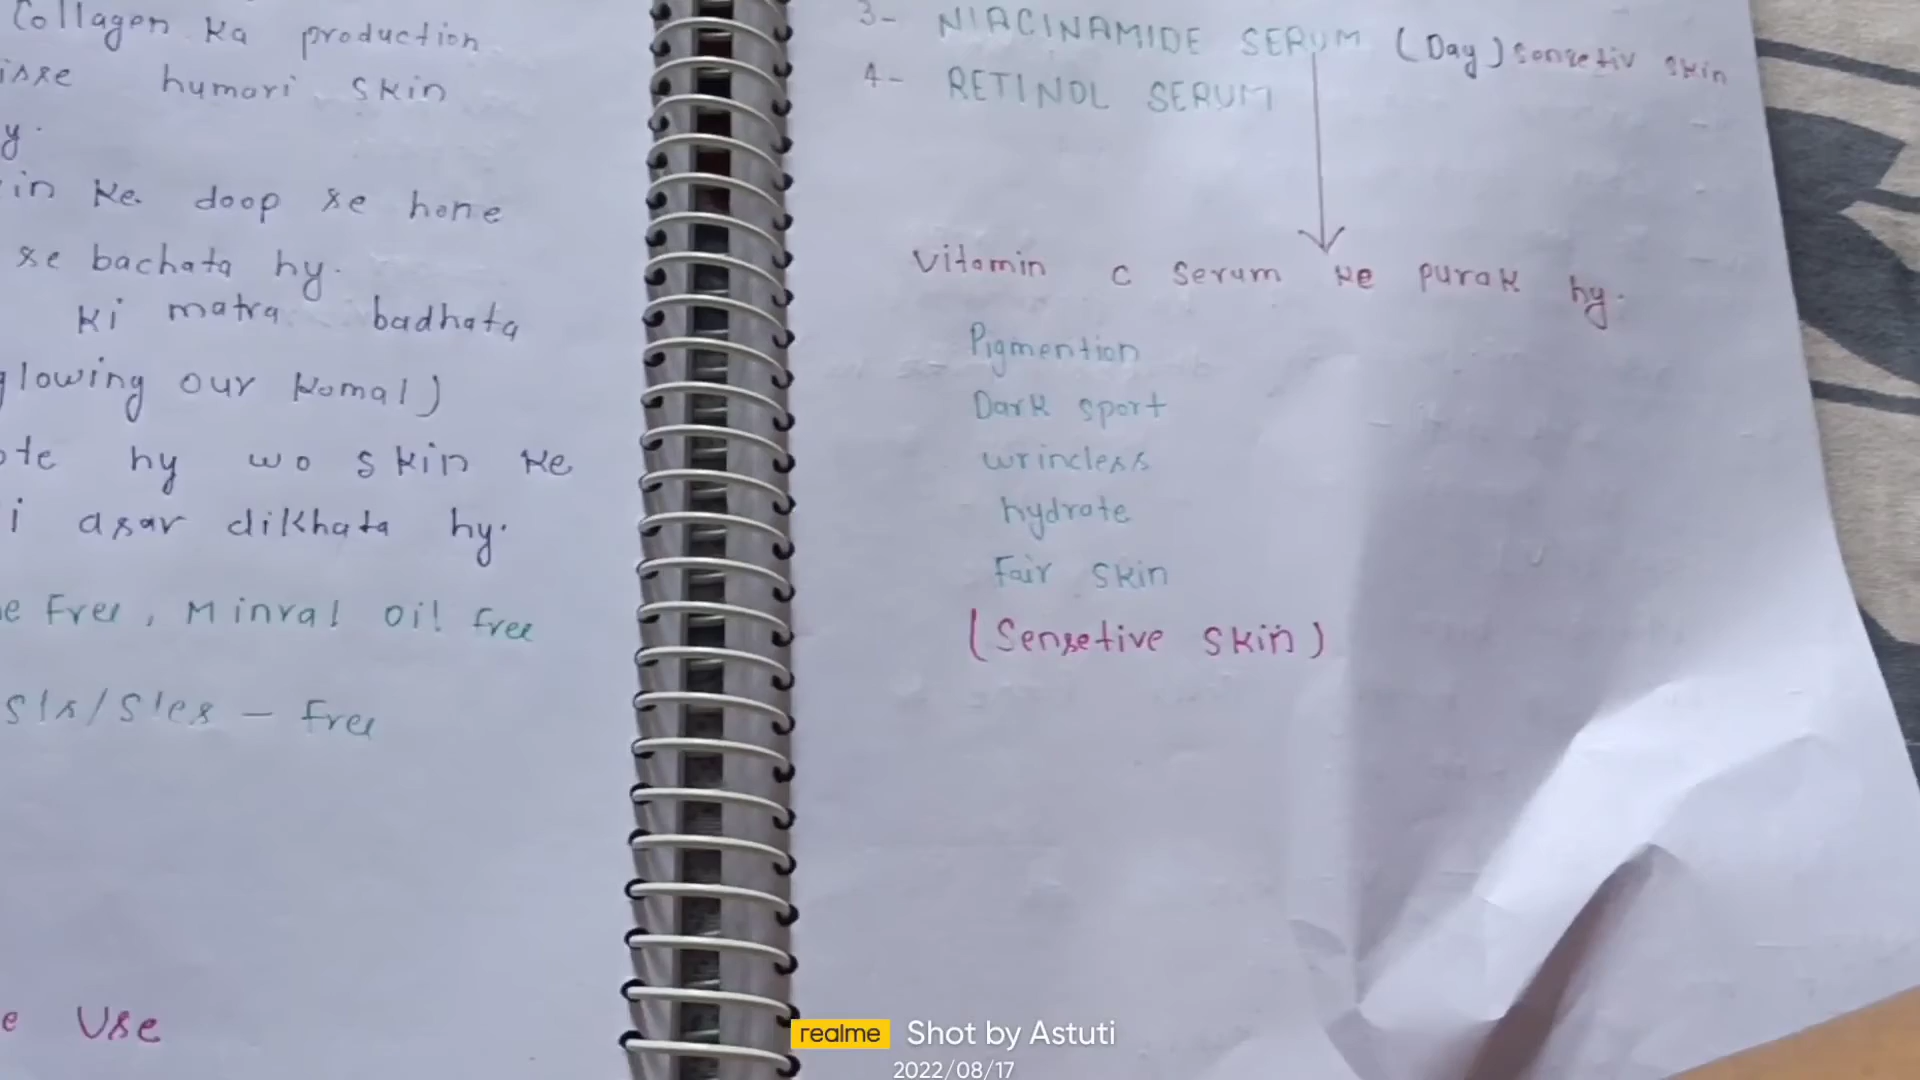 Collagen ka production
isse humari skin
y.
in ke doop se hone
se bachata hy.
ki matra badhata
glowing our komal)
ote hy wo skin ke
i asar dikhata hy.
e Free, Minral oil free
Sls/Sles - Free
e Use
3- NIACINAMIDE SERUM (Day) sensetiv skin
4- RETINOL SERUM
Vitamin c Serum ke purak hy.
Pigmention
Dark sport
wrincless
hydrate
Fair skin
(Sensetive skin)
realme Shot by Astuti
2022/08/17